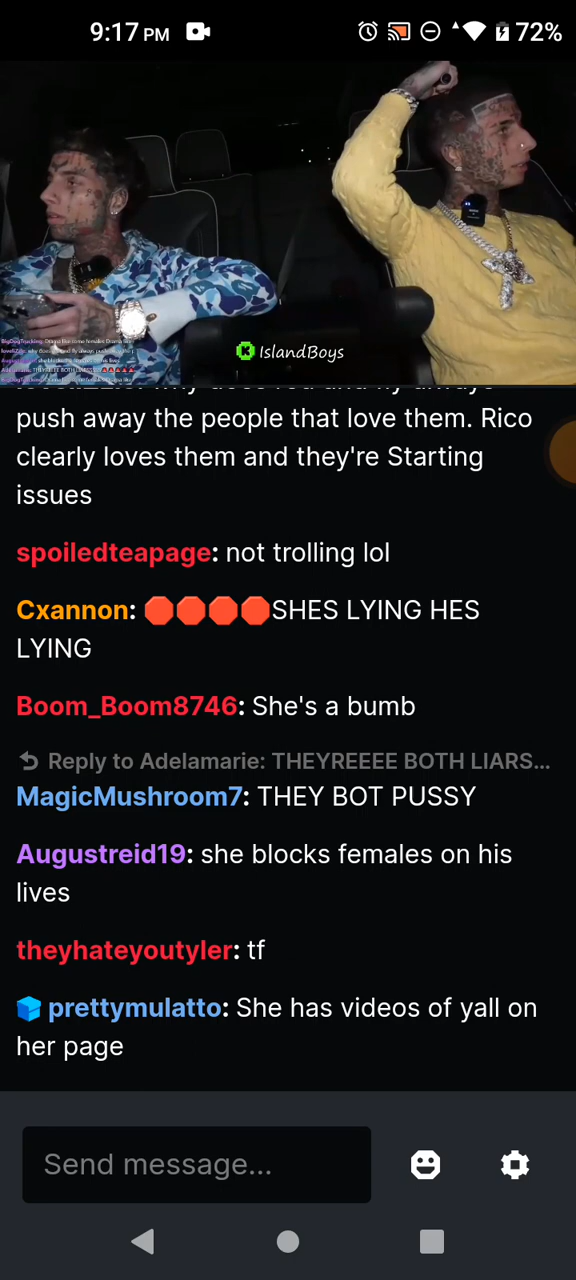 9:17 PM
72%
IslandBoys
push away the people that love them. Rico
clearly loves them and they're Starting
issues
spoiledteapage: not trolling lol
Cxannon: 🛑🛑🛑🛑SHES LYING HES
LYING
Boom_Boom8746: She's a bumb
Reply to Adelamarie: THEYREEEE BOTH LIARS...
MagicMushroom7: THEY BOT PUSSY
Augustreid19: she blocks females on his
lives
theyhateyoutyler: tf
prettymulatto: She has videos of yall on
her page
Send message...